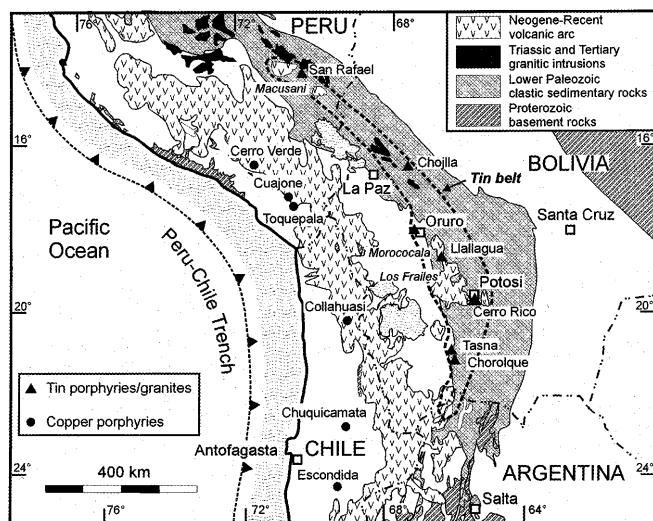 76
72
PERU
68
Neogene-Recent
volcanic arc
Triassic and Tertiary
granitic intrusions
Lower Paleozoic
clastic sedimentary rocks
Proterozoic
basement rocks
San Rafael
Macusani
16°
16°
Cerro Verde
Chojlla
BOLIVIA
La Paz
Tin belt
Cuajone
Toquepala
Santa Cruz
Oruro
Pacific
Ocean
Peru-Chile Trench
Llallagua
Morococala
Los Frailes
Potosi
Cerro Rico
20°
20°
Collahuasi
Tasna
Chorolque
Tin porphyries/granites
Copper porphyries
Chuquicamata
Antofagasta
CHILE
24°
24°
400 km
Escondida
ARGENTINA
Salta
76°
72°
68°
64°